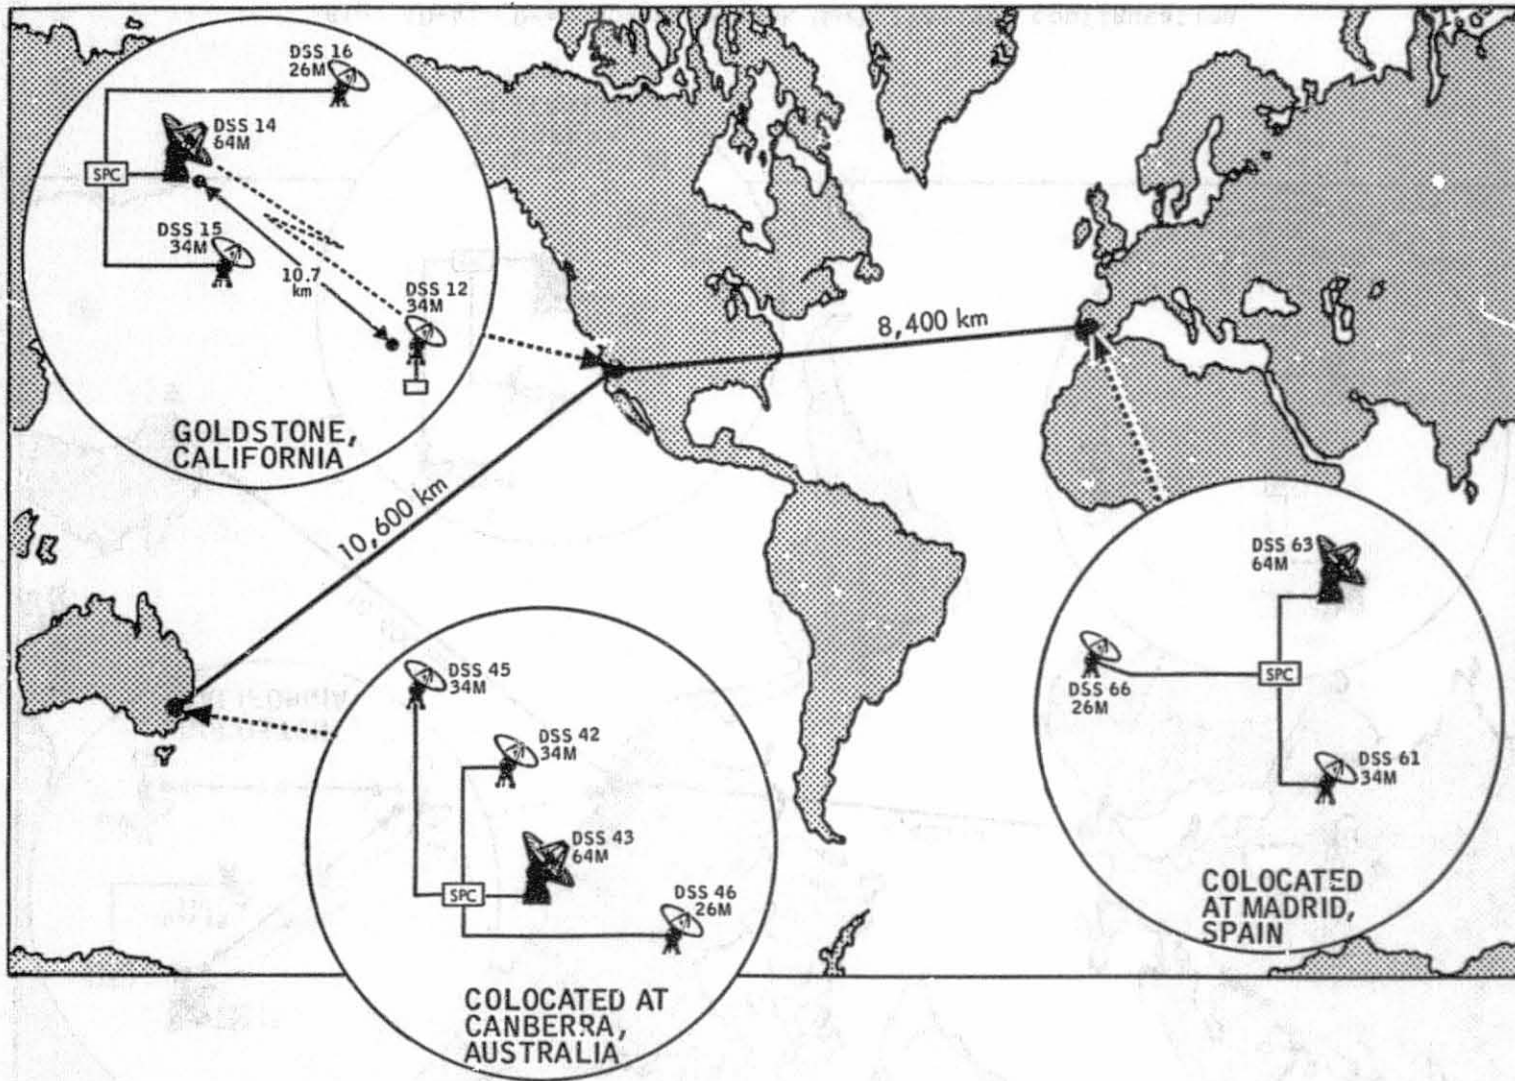 DSS 16
26M
DSS 14
64M
SPC
DSS 15
34M
10.7
km
DSS 12
34M
GOLDSTONE,
CALIFORNIA
8,400 km
10,600 km
DSS 45
34M
DSS 42
34M
DSS 43
64M
SPC
DSS 46
26M
COLOCATED AT
CANBERRA,
AUSTRALIA
DSS 63
64M
DSS 66
26M
SPC
DSS 61
34M
COLOCATED
AT MADRID,
SPAIN